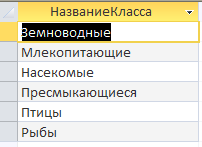 НазваниеКласса
Земноводные
Млекопитающие
Насекомые
Пресмыкающиеся
Птицы
Рыбы